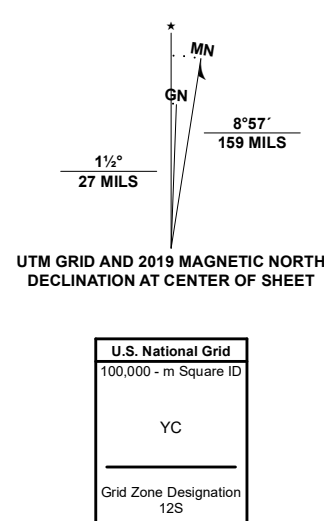 MN
GN
8°57´
159 MILS
1½°
27 MILS
UTM GRID AND 2019 MAGNETIC NORTH
DECLINATION AT CENTER OF SHEET
U.S. National Grid
100,000 - m Square ID
YC
Grid Zone Designation
12S